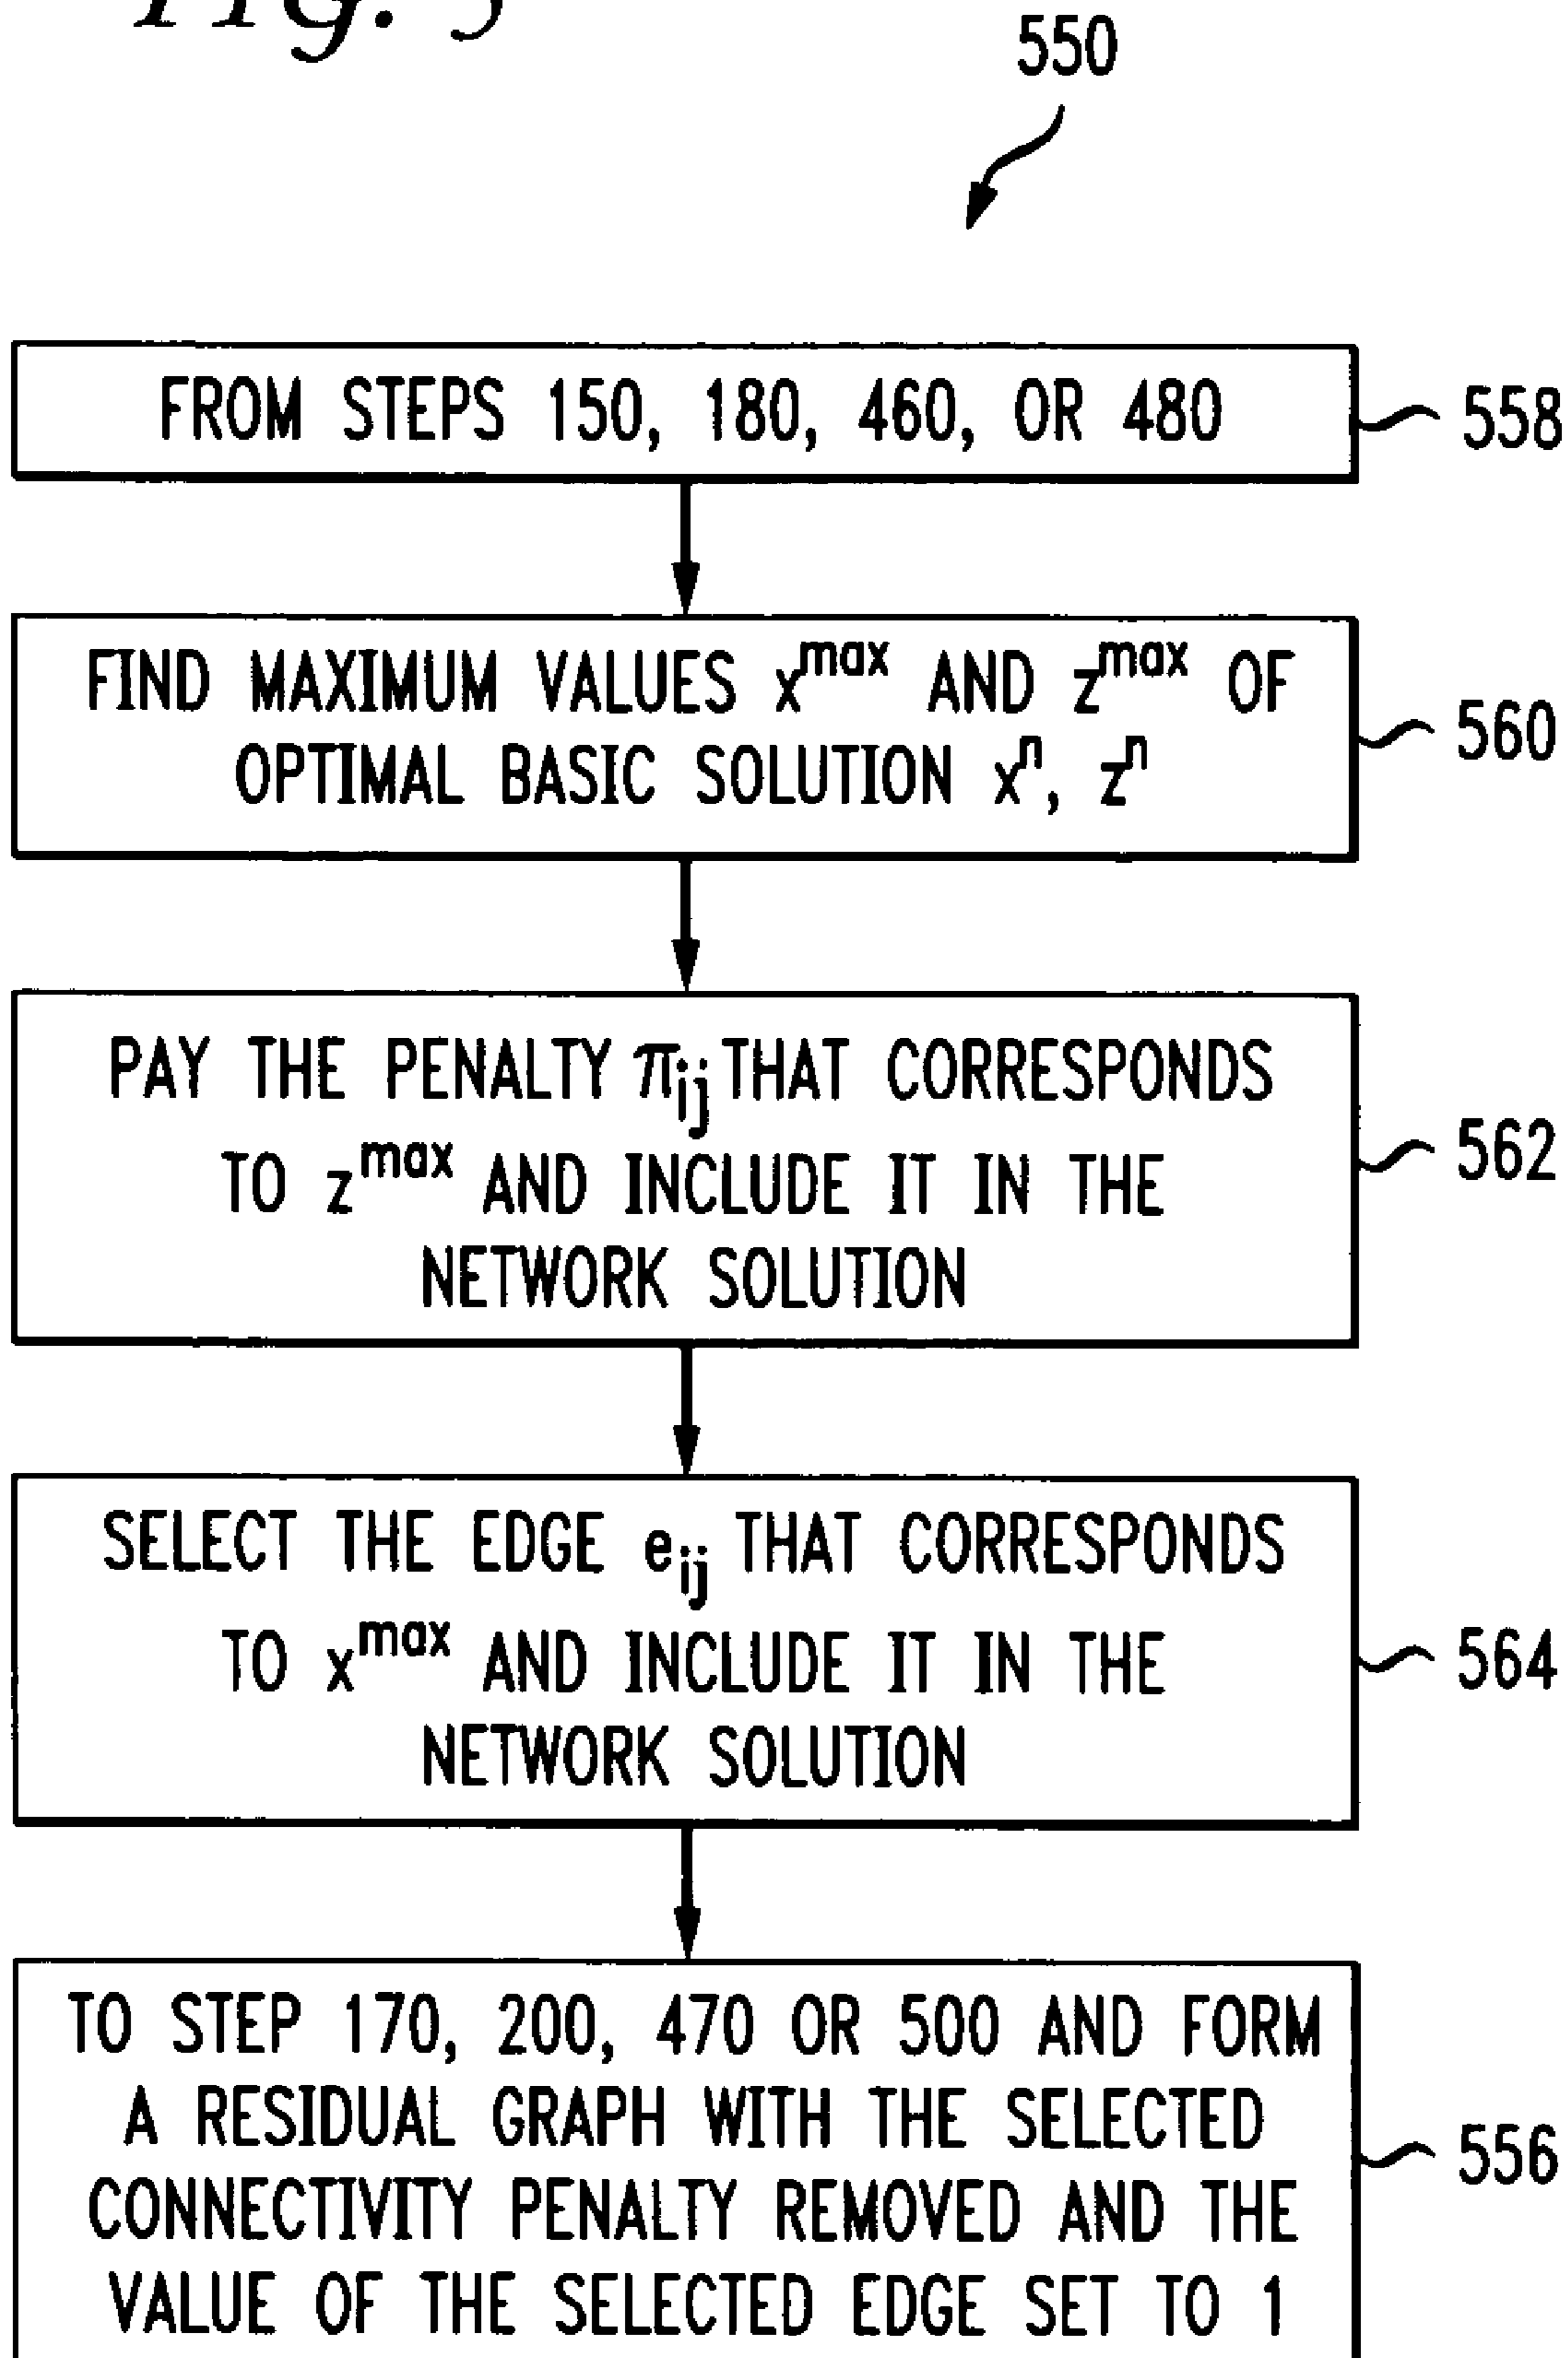 FIG. 5
550
FROM STEPS 150, 180, 460, OR 480
558
FIND MAXIMUM VALUES x^max AND z^max OF
OPTIMAL BASIC SOLUTION x^n, z^n
560
PAY THE PENALTY π_ij THAT CORRESPONDS
TO z^max AND INCLUDE IT IN THE
NETWORK SOLUTION
562
SELECT THE EDGE e_ij THAT CORRESPONDS
TO x^max AND INCLUDE IT IN THE
NETWORK SOLUTION
564
TO STEP 170, 200, 470 OR 500 AND FORM
A RESIDUAL GRAPH WITH THE SELECTED
CONNECTIVITY PENALTY REMOVED AND THE
VALUE OF THE SELECTED EDGE SET TO 1
556